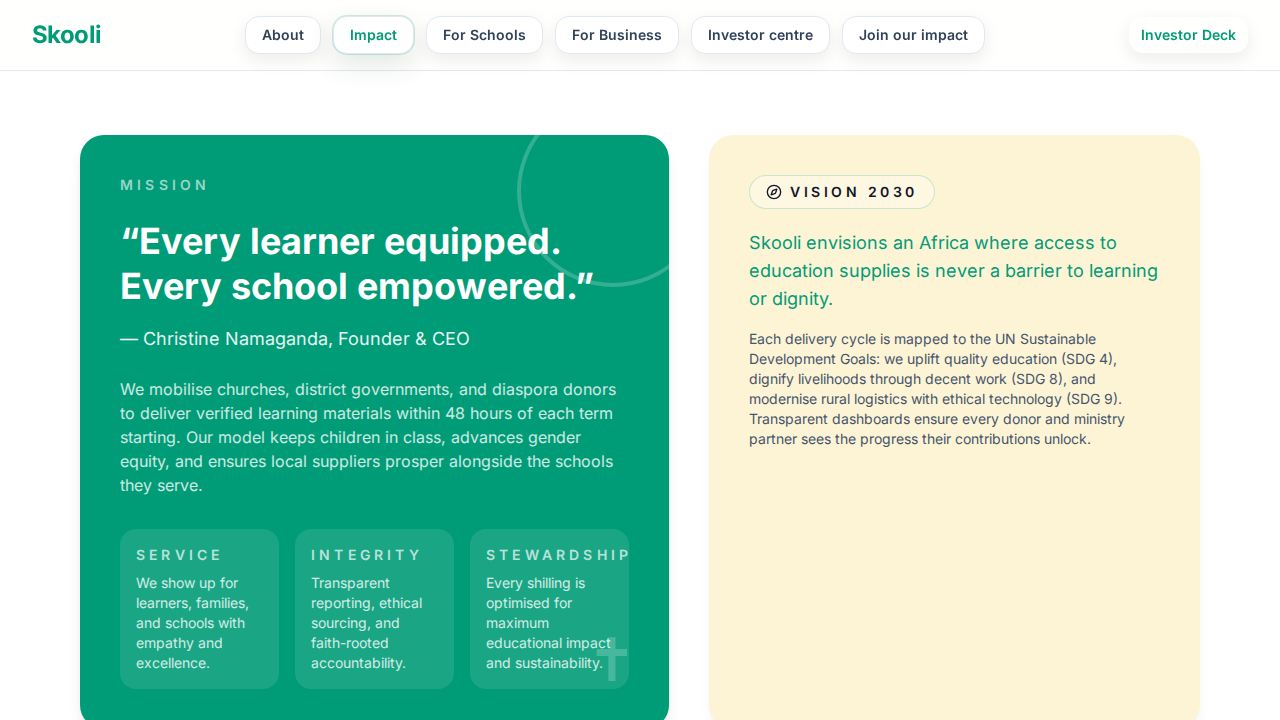 Skooli
About
Impact
For Schools
For Business
Investor centre
Join our impact
Investor Deck
MISSION
“Every learner equipped.
Every school empowered.”
— Christine Namaganda, Founder & CEO
We mobilise churches, district governments, and diaspora donors
to deliver verified learning materials within 48 hours of each term
starting. Our model keeps children in class, advances gender
equity, and ensures local suppliers prosper alongside the schools
they serve.
SERVICE
We show up for
learners, families,
and schools with
empathy and
excellence.
INTEGRITY
Transparent
reporting, ethical
sourcing, and
faith-rooted
accountability.
STEWARDSHIP
Every shilling is
optimised for
maximum
educational impact
and sustainability.
VISION 2030
Skooli envisions an Africa where access to
education supplies is never a barrier to learning
or dignity.
Each delivery cycle is mapped to the UN Sustainable
Development Goals: we uplift quality education (SDG 4),
dignify livelihoods through decent work (SDG 8), and
modernise rural logistics with ethical technology (SDG 9).
Transparent dashboards ensure every donor and ministry
partner sees the progress their contributions unlock.